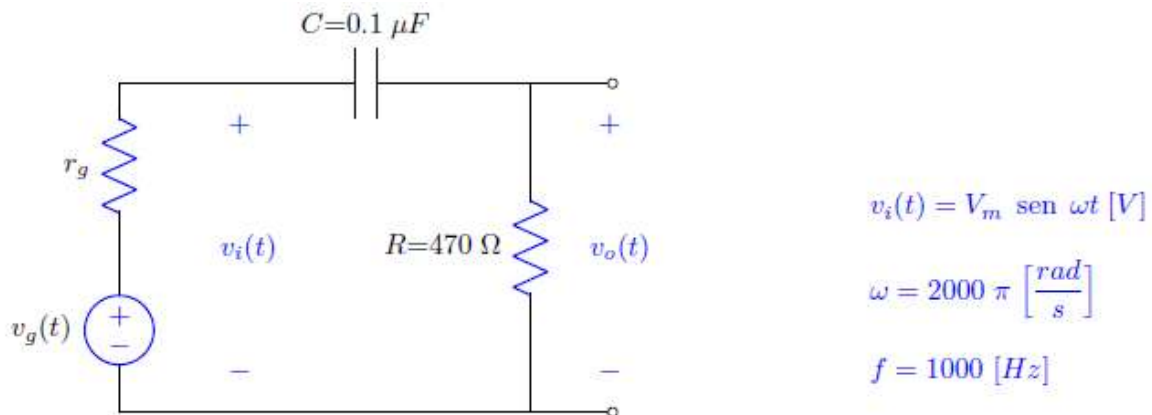 C=0.1 μF
+
+
r_g
v_i(t) = V_m sen ωt [V]
v_i(t)
R=470 Ω
v_o(t)
ω = 2000 π [rad/s]
v_g(t)
+
−
−
−
f = 1000 [Hz]